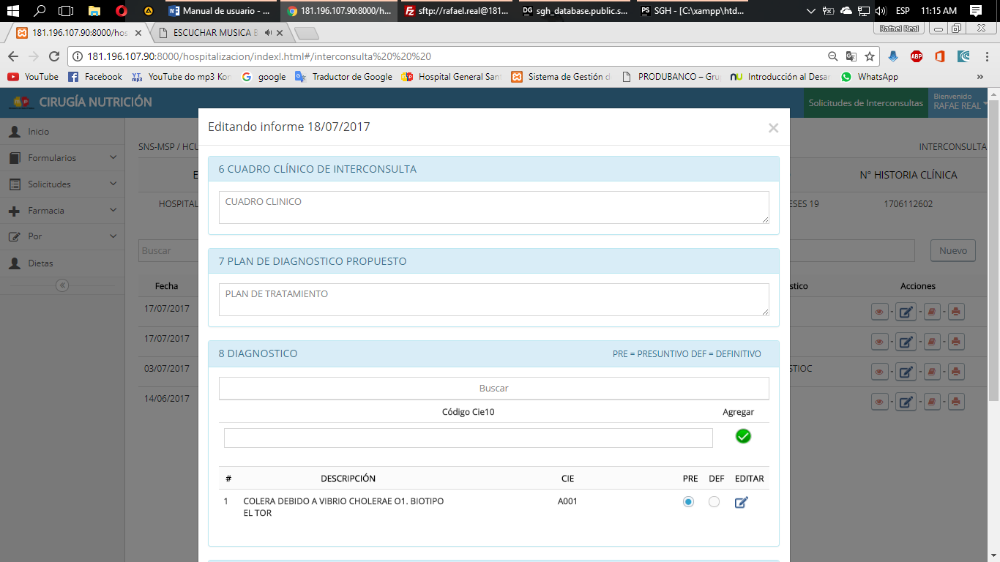 Manual de usuario - ...
181.196.107.90:8000/h...
sftp://rafael.real@181...
DG sgh_database.public.s...
PS SGH - [C:\xampp\htd...
ESP 11:15 AM
181.196.107.90:8000/hos
ESCUCHAR MUSICA E
Rafael Real
181.196.107.90:8000/hospitalizacion/index!.html#/interconsulta%20%20%20
ABP
YouTube
Facebook
YouTube do mp3 Kon
google
Traductor de Google
Hospital General Sant
Sistema de Gestión d
PRODUBANCO – Gru
Introducción al Desar
WhatsApp
»
CIRUGÍA NUTRICIÓN
Solicitudes de Interconsultas
Bienvenido
RAFAE REAL
Inicio
Formularios
Solicitudes
Farmacia
Por
Dietas
SNS-MSP / HCU
INTERCONSULTA
E
N° HISTORIA CLÍNICA
HOSPITAL
ESES 19
1706112602
Buscar
Nuevo
Fecha
stico
Acciones
17/07/2017
17/07/2017
03/07/2017
STIOC
14/06/2017
Editando informe 18/07/2017
×
6 CUADRO CLÍNICO DE INTERCONSULTA
CUADRO CLINICO
7 PLAN DE DIAGNOSTICO PROPUESTO
PLAN DE TRATAMIENTO
8 DIAGNOSTICO
PRE = PRESUNTIVO DEF = DEFINITIVO
Buscar
Código Cie10
Agregar
# DESCRIPCIÓN CIE PRE DEF EDITAR
1 COLERA DEBIDO A VIBRIO CHOLERAE O1. BIOTIPO A001
EL TOR